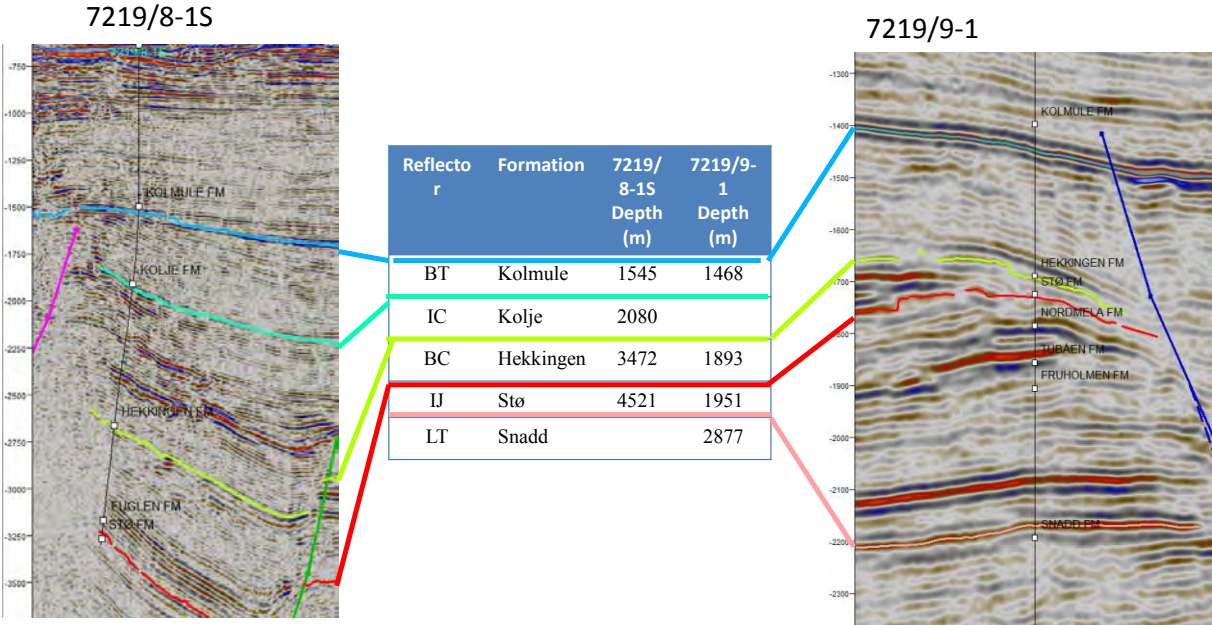 7219/8-1S
7219/9-1
7219/8-1S
-750
-1000
-1250
-1500
-1750
-2000
-2250
-2500
-2750
-3000
-3250
-3500
KOLMULE FM
KOLJE FM
HEKKINGEN FM
FUGLEN FM
STØ FM
Reflecto
r
Formation
7219/
8-1S
Depth
(m)
7219/9-
1
Depth
(m)
BT Kolmule 1545 1468
IC Kolje 2080
BC Hekkingen 3472 1893
IJ Stø 4521 1951
LT Snadd 2877
-1300
-1400
-1500
-1600
-1700
-1800
-1900
-2000
-2100
-2200
-2300
KOLMULE FM
HEKKINGEN FM
STØ FM
NORDMELA FM
TUBÅEN FM
FRUHOLMEN FM
SNADD FM